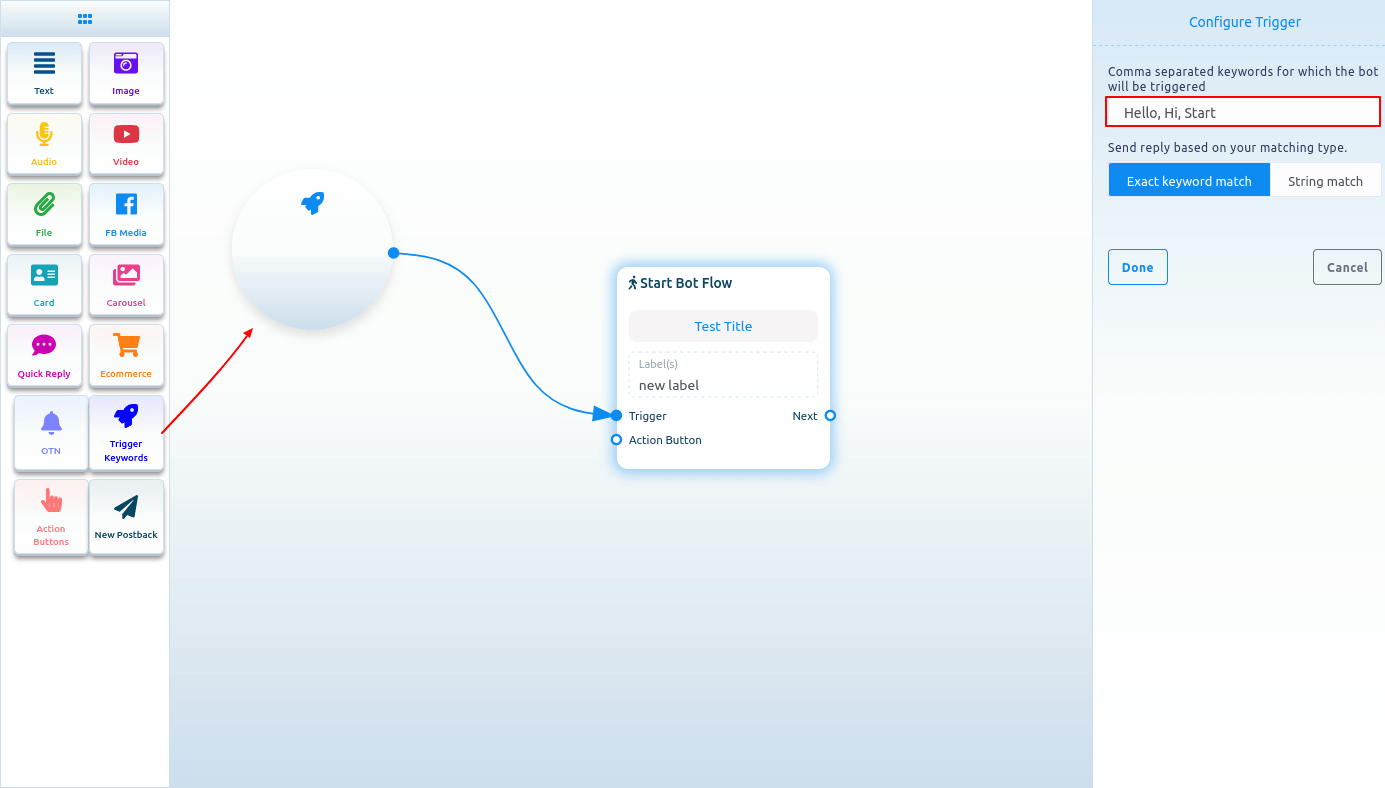 Text
Image
Audio
Video
File
FB Media
Card
Carousel
Quick Reply
Ecommerce
OTN
Trigger
Keywords
Action
Buttons
New Postback
Start Bot Flow
Test Title
Label(s)
new label
Trigger
Next
Action Button
Configure Trigger
Comma separated keywords for which the bot
will be triggered
Hello, Hi, Start
Send reply based on your matching type.
Exact keyword match
String match
Done
Cancel